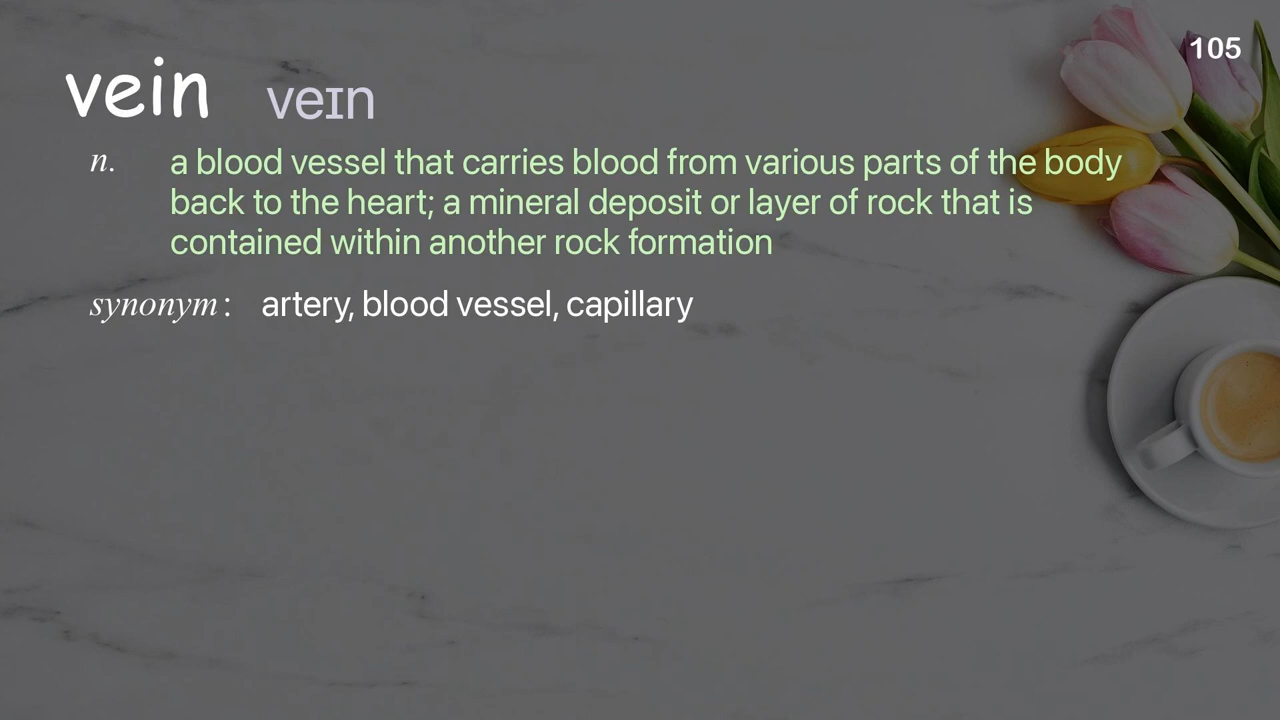 105
vein veɪn
n. a blood vessel that carries blood from various parts of the body
back to the heart; a mineral deposit or layer of rock that is
contained within another rock formation
synonym: artery, blood vessel, capillary